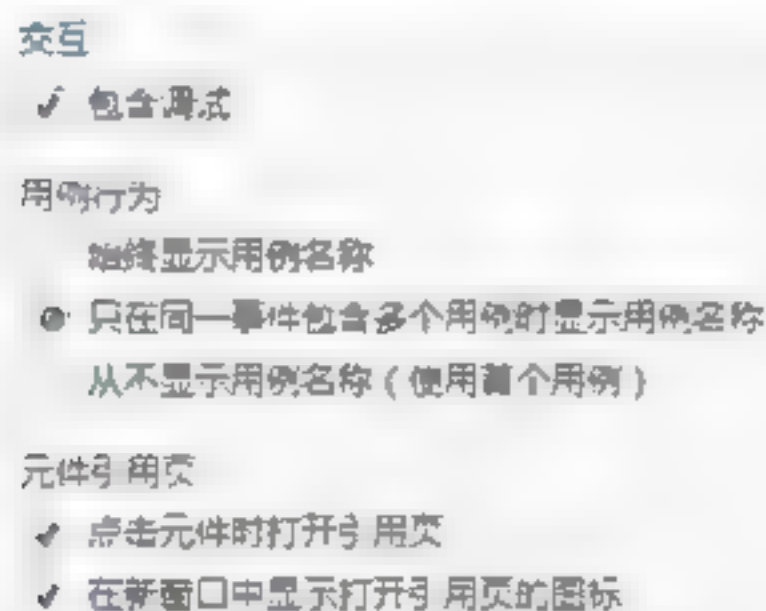 交互
包含调式
用例行为
始终显示用例名称
只在同一事件包含多个用例时显示用例名称
从不显示用例名称（使用首个用例）
元件引用页
点击元件时打开引用页
在新窗口中显示打开引用页的图标